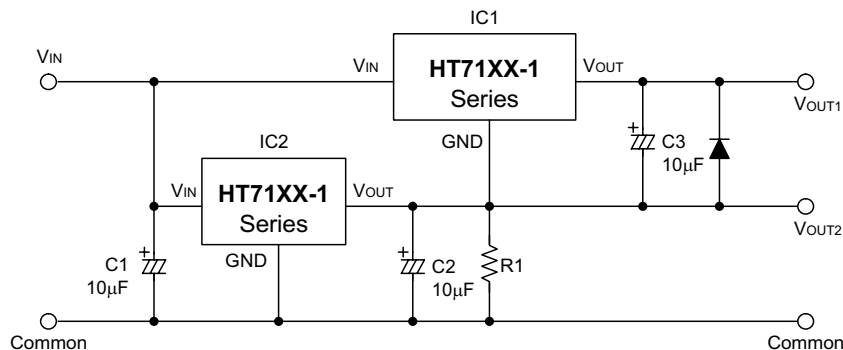 IC1
VIN
VIN
HT71XX-1
Series
VOUT
VOUT1
GND
+
C3
10μF
IC2
VIN
HT71XX-1
Series
VOUT
VOUT2
GND
+
C1
10μF
+
C2
10μF
R1
Common
Common